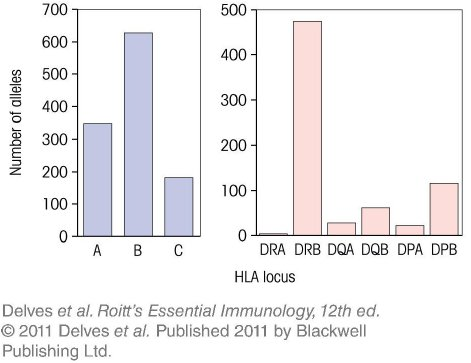 Number of alleles
700
600
500
400
300
200
100
0
A B C
500
400
300
200
100
0
DRA DRB DQA DQB DPA DPB
HLA locus
Delves et al. Roitt's Essential Immunology, 12th ed.
© 2011 Delves et al. Published 2011 by Blackwell
Publishing Ltd.